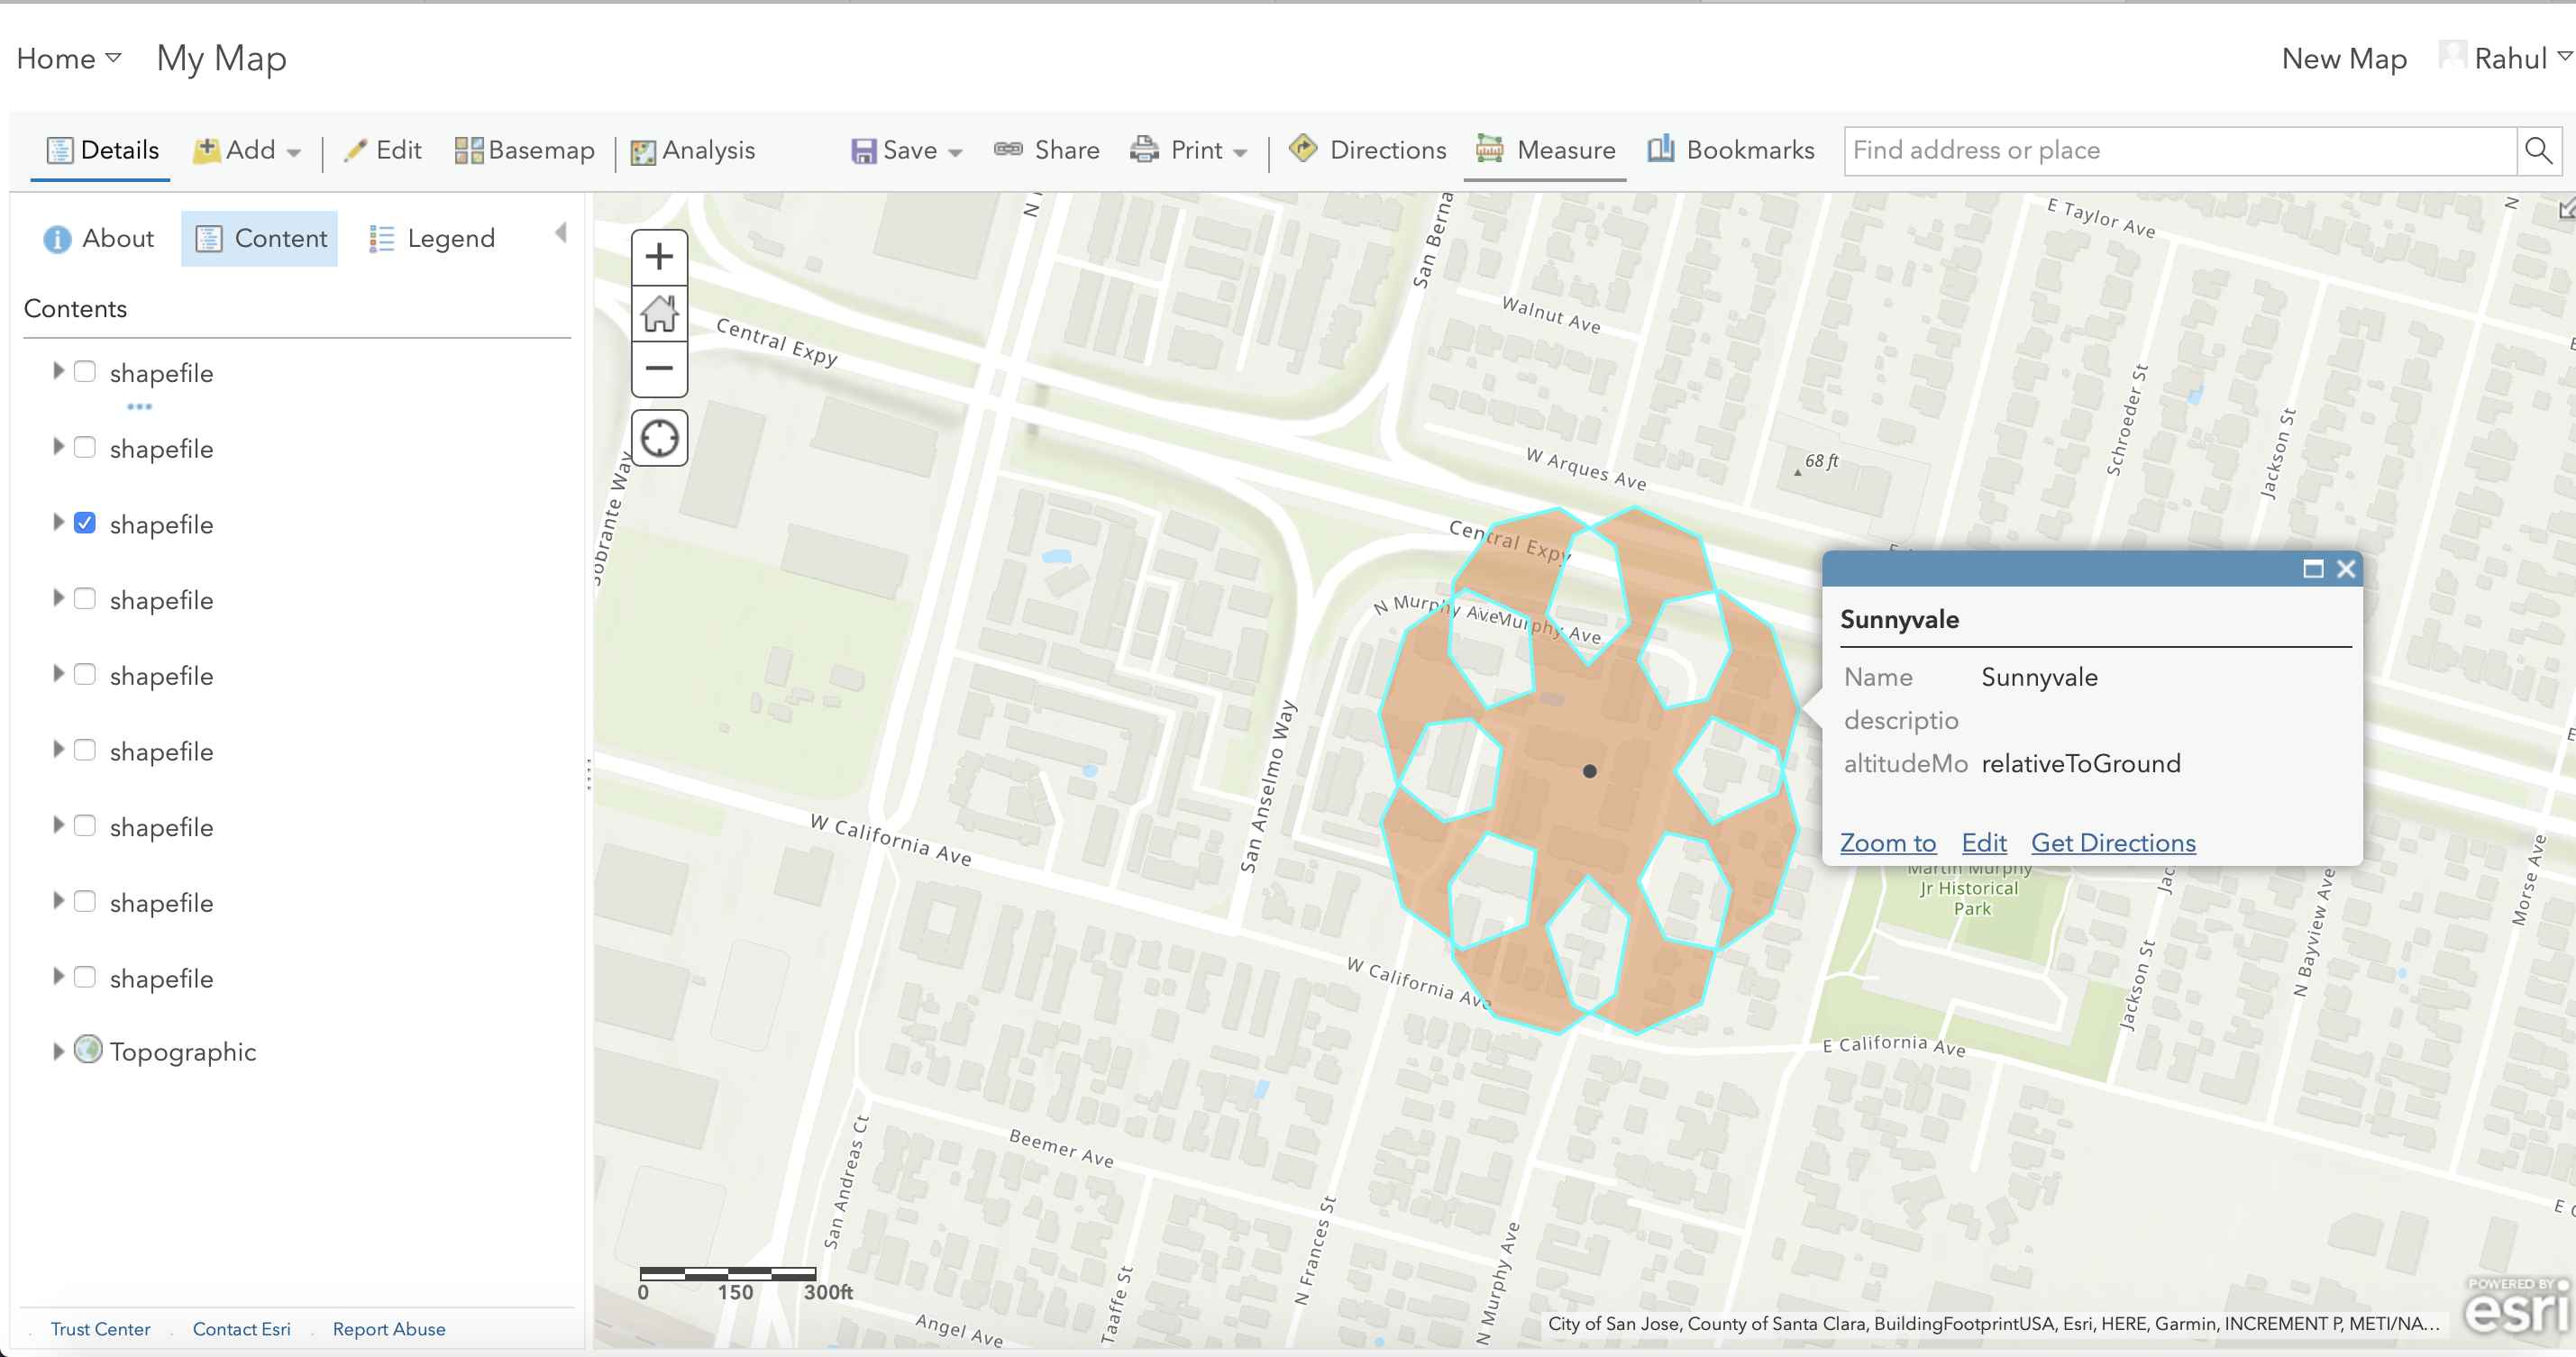 Home My Map New Map Rahul
Details Add Edit Basemap Analysis Save Share Print Directions Measure Bookmarks Find address or place
About Content Legend
Contents
shapefile
shapefile
shapefile
shapefile
shapefile
shapefile
shapefile
shapefile
shapefile
Topographic
Trust Center Contact Esri Report Abuse
+
−
N
San Berna
E Taylor Ave
N
Walnut Ave
Central Expy
Schroeder St
Jackson St
W Arques Ave
68 ft
Sobrante Way
Central Expy
N Murphy Ave
Murphy Ave
Sunnyvale
Name Sunnyvale
descriptio
altitudeMo relativeToGround
Zoom to Edit Get Directions
San Anselmo Way
W California Ave
Martin Murphy
Jr Historical
Park
Jac
N Bayview Ave
Morse Ave
W California Ave
Jackson St
E California Ave
San Andreas Ct
Beemer Ave
N Frances St
N Murphy Ave
Taaffe St
Angel Ave
0 150 300ft
City of San Jose, County of Santa Clara, BuildingFootprintUSA, Esri, HERE, Garmin, INCREMENT P, METI/NA...
POWERED BY
esri